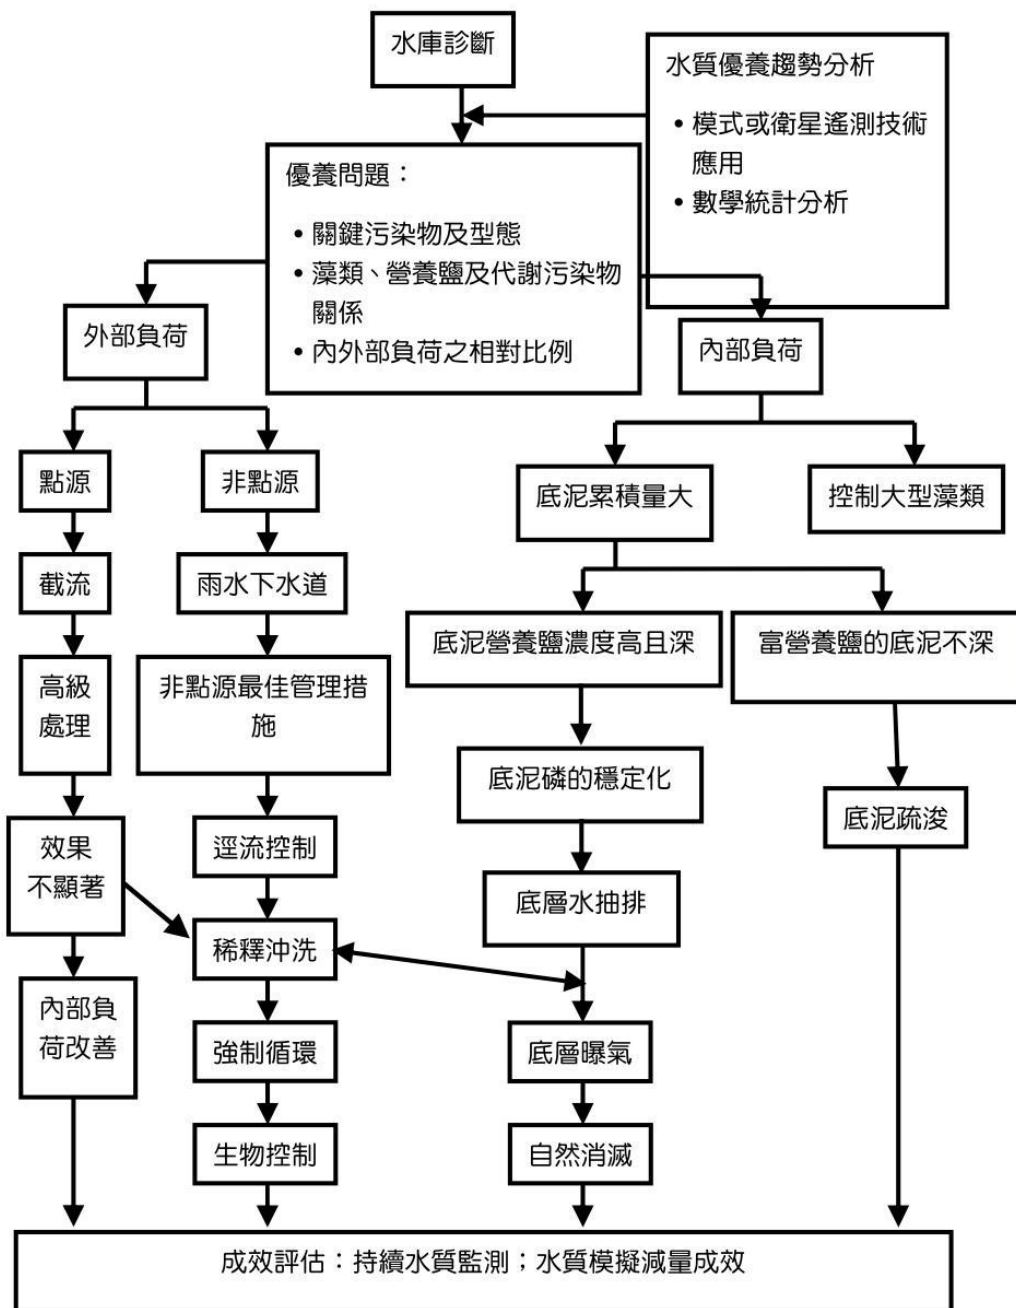 水庫診斷
水質優養趨勢分析
•模式或衛星遙測技術
應用
•數學統計分析
優養問題：
•關鍵污染物及型態
•藻類、營養鹽及代謝污染物
關係
•內外部負荷之相對比例
外部負荷
內部負荷
點源
非點源
底泥累積量大
控制大型藻類
截流
雨水下水道
底泥營養鹽濃度高且深
富營養鹽的底泥不深
高級
處理
非點源最佳管理措
施
底泥磷的穩定化
底泥疏浚
效果
不顯著
逕流控制
底層水抽排
稀釋沖洗
內部負
荷改善
強制循環
底層曝氣
生物控制
自然消滅
成效評估：持續水質監測；水質模擬減量成效